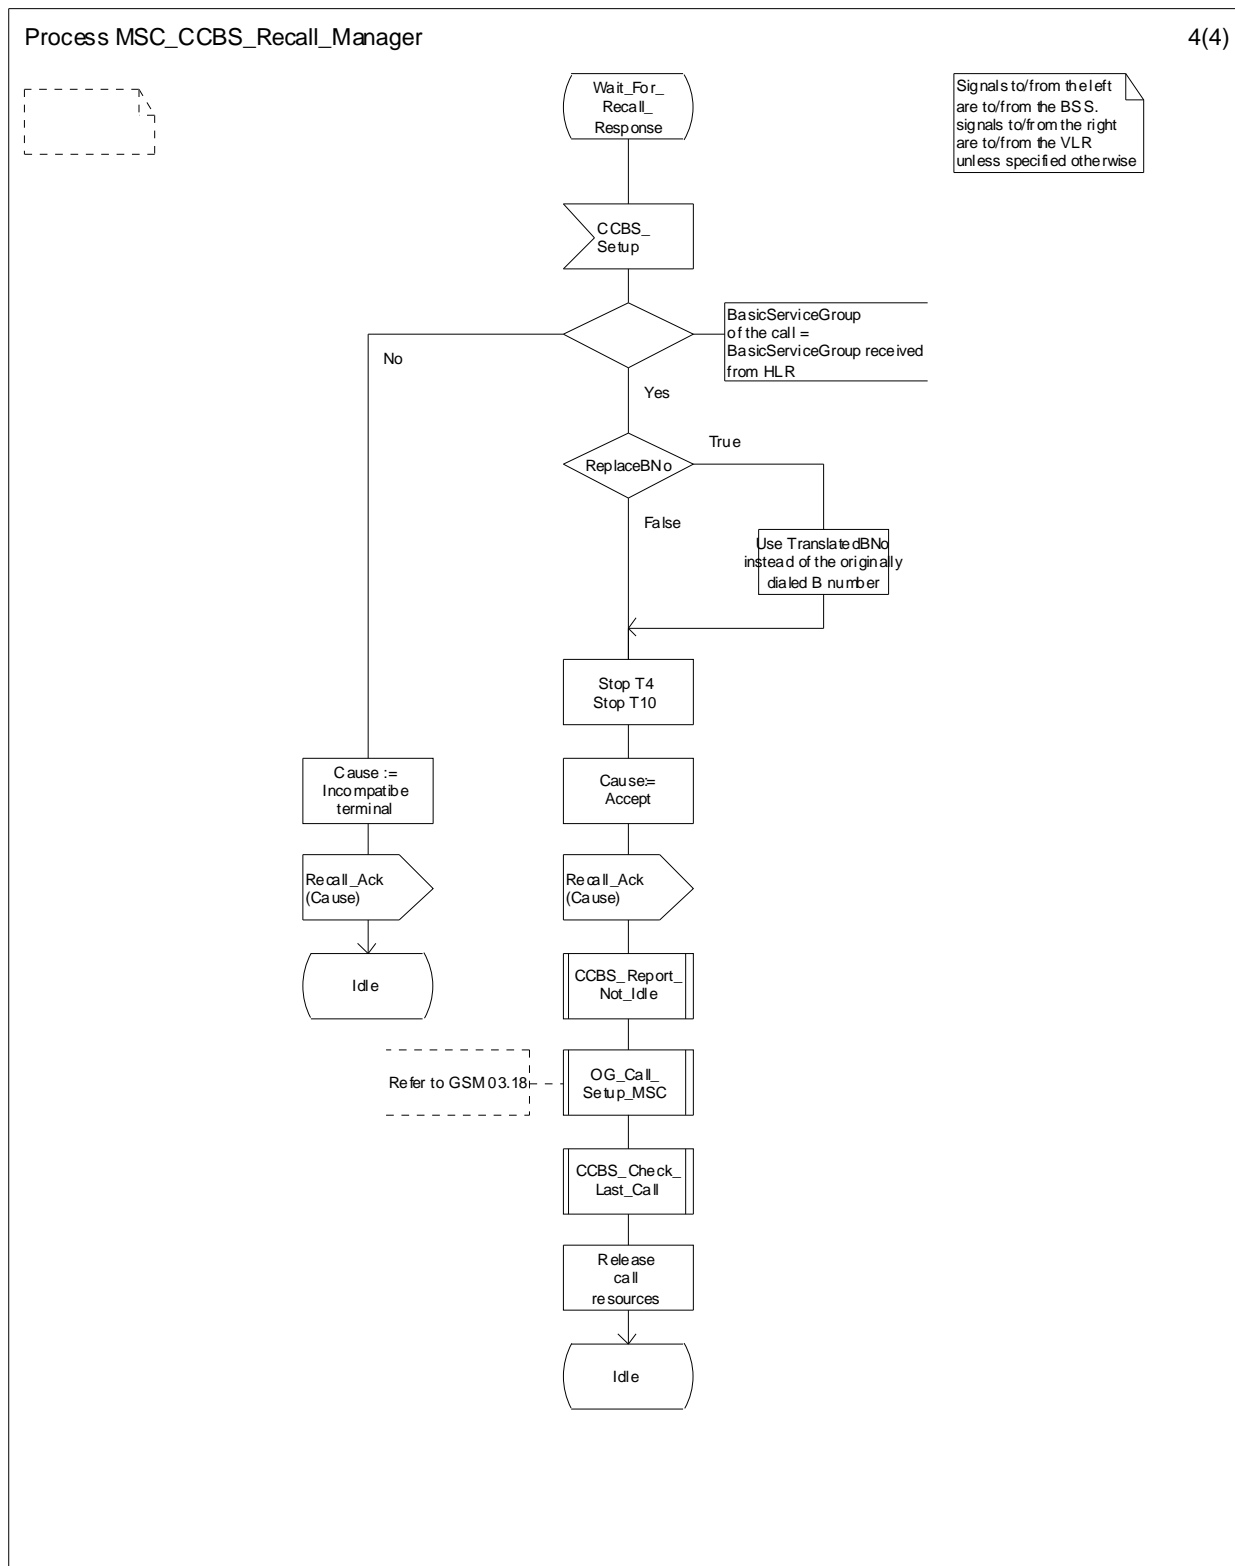 Process MSC_CCBS_Recall_Manager
4(4)
Wait_For_
Recall_
Response
Signals to/from the left
are to/from the BSS.
signals to/from the right
are to/from the VLR
unless specified otherwise
CCBS_
Setup
BasicServiceGroup
of the call =
BasicServiceGroup received
from HLR
No
Yes
ReplaceBNo
True
False
Use TranslatedBNo
instead of the originally
dialed B number
Stop T4
Stop T10
Cause :=
Incompatibe
terminal
Cause:=
Accept
Recall_Ack
(Cause)
Recall_Ack
(Cause)
Idle
CCBS_Report_
Not_Idle
Refer to GSM 03.18
OG_Call_
Setup_MSC
CCBS_Check_
Last_Call
Release
call
resources
Idle